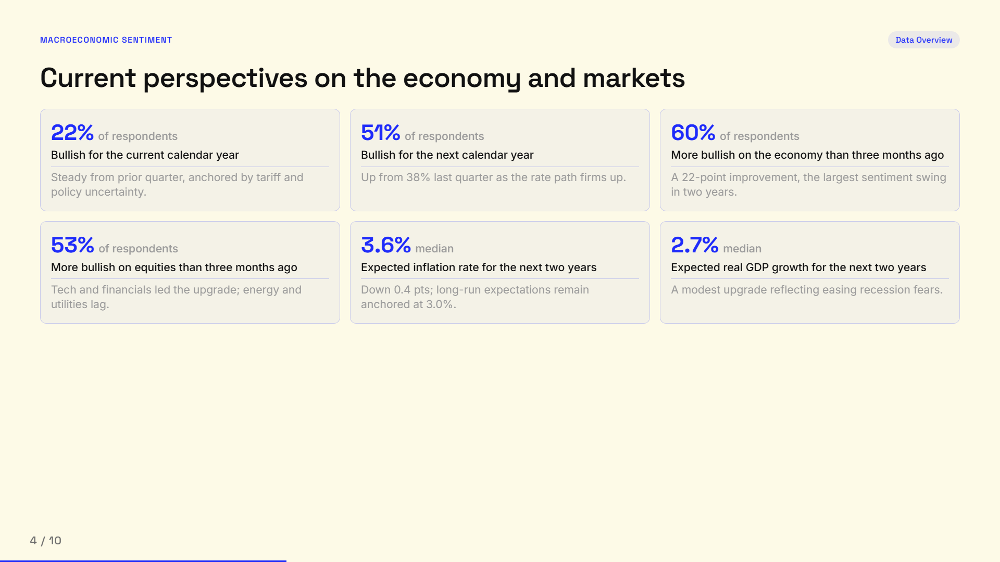 MACROECONOMIC SENTIMENT
Data Overview
Current perspectives on the economy and markets
22% of respondents
Bullish for the current calendar year
Steady from prior quarter, anchored by tariff and
policy uncertainty.
51% of respondents
Bullish for the next calendar year
Up from 38% last quarter as the rate path firms up.
60% of respondents
More bullish on the economy than three months ago
A 22-point improvement, the largest sentiment swing
in two years.
53% of respondents
More bullish on equities than three months ago
Tech and financials led the upgrade; energy and
utilities lag.
3.6% median
Expected inflation rate for the next two years
Down 0.4 pts; long-run expectations remain
anchored at 3.0%.
2.7% median
Expected real GDP growth for the next two years
A modest upgrade reflecting easing recession fears.
4 / 10